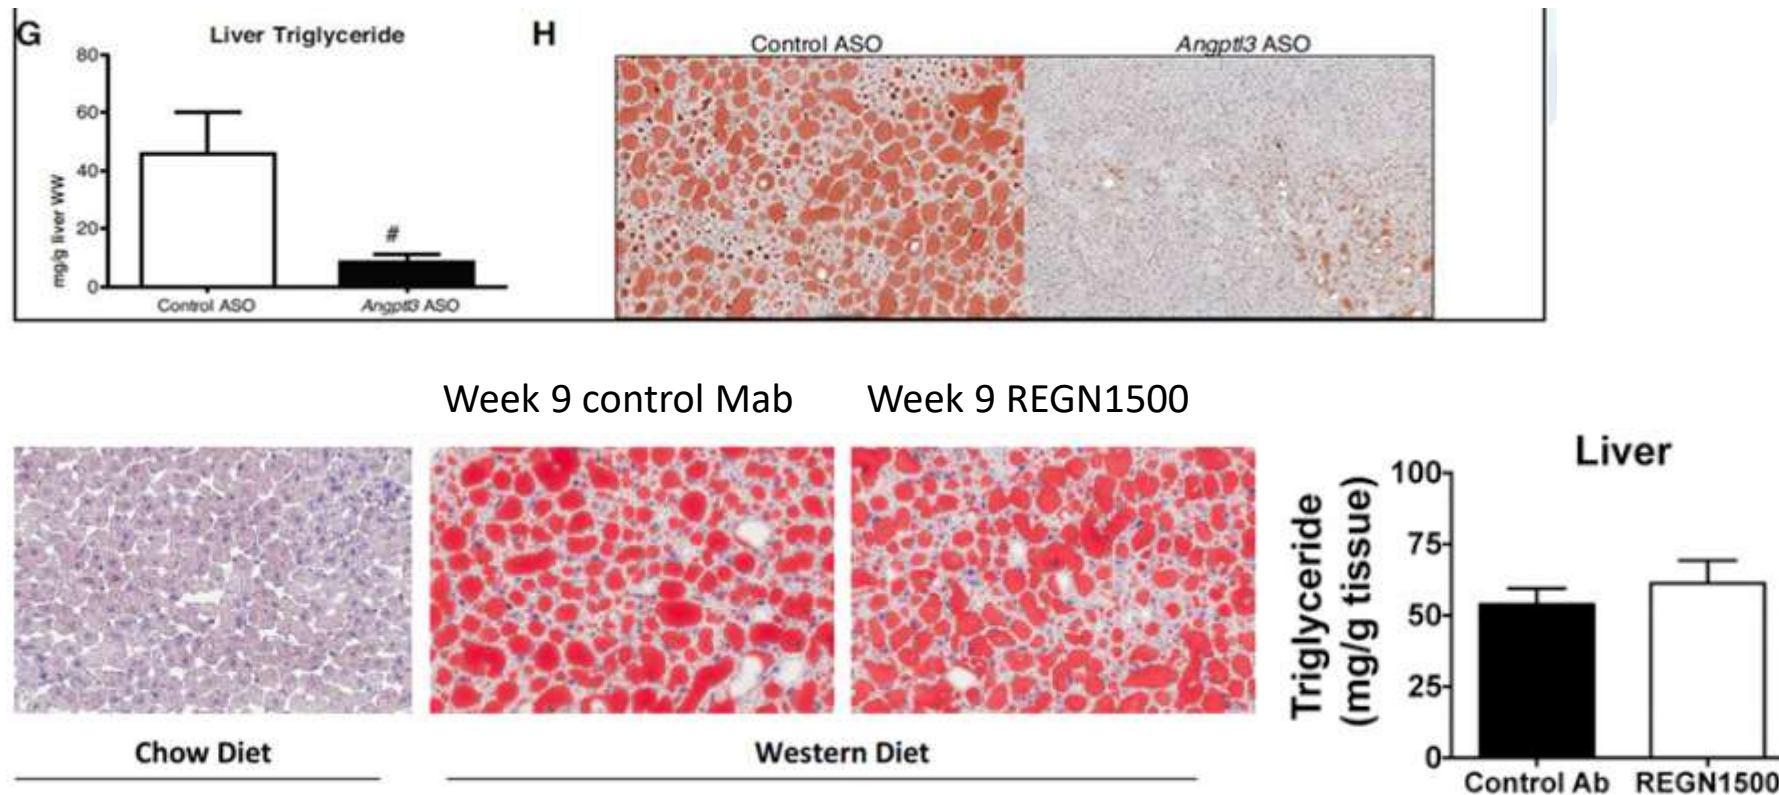 G
Liver Triglyceride
80
60
40
20
0
mg/g liver WW
#
Control ASO
Angptl3 ASO
H
Control ASO
Angptl3 ASO
Week 9 control Mab
Week 9 REGN1500
Chow Diet
Western Diet
Liver
Triglyceride
(mg/g tissue)
100
75
50
25
0
Control Ab
REGN1500